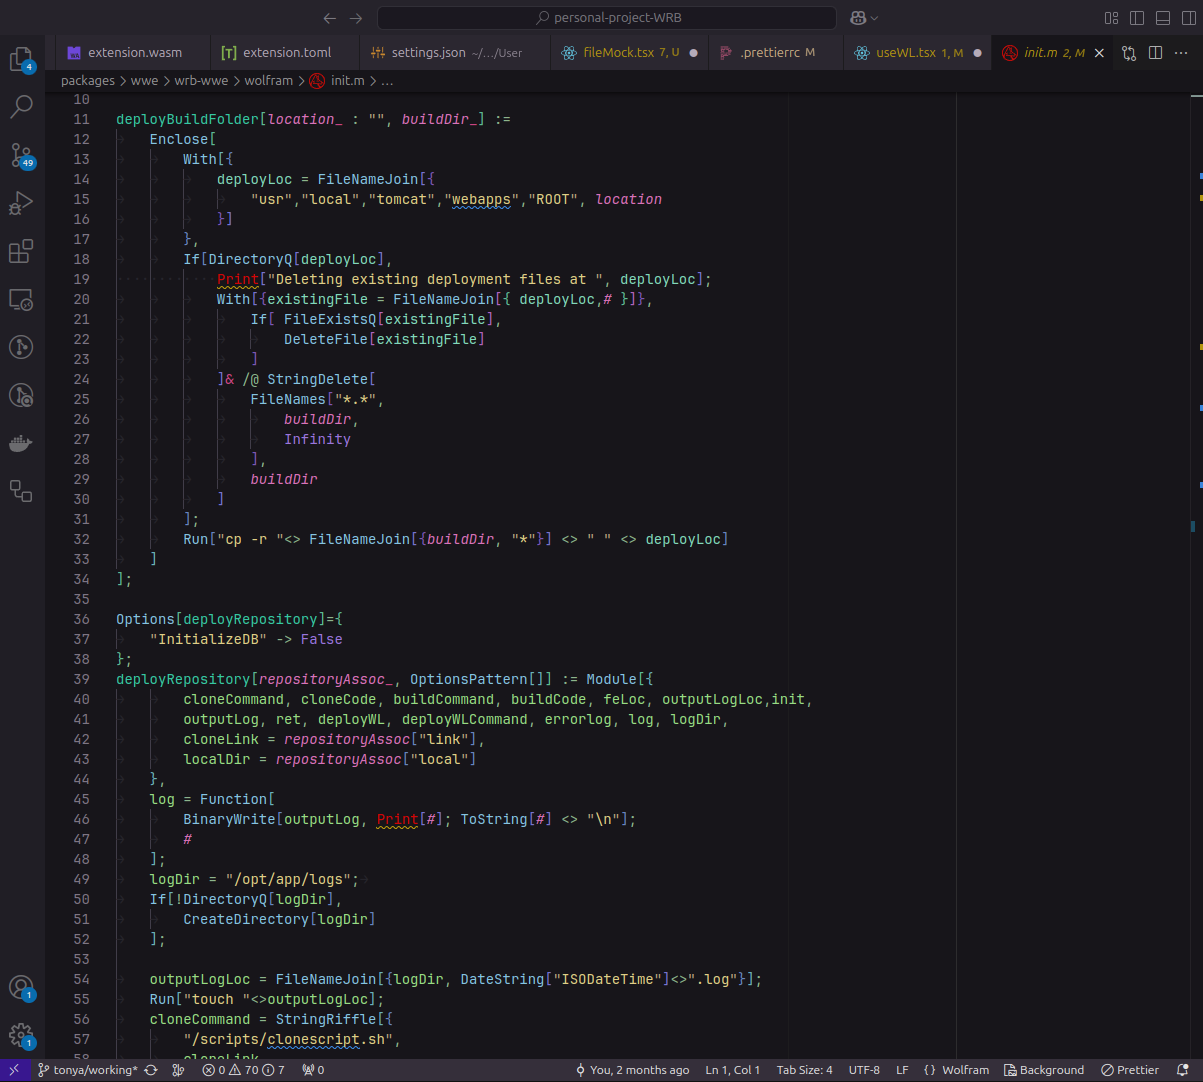 personal-project-WRB
extension.wasm
extension.toml
settings.json ~/.../User
fileMock.tsx 7, U
.prettierrc M
useWL.tsx 1, M
init.m 2, M
packages > wwe > wrb-wwe > wolfram > init.m > ...
4
49
10
11 deployBuildFolder[location_ : "", buildDir_] :=
12 Enclose[
13 With[{
14 deployLoc = FileNameJoin[{
15 "usr","local","tomcat","webapps","ROOT", location
16 }]
17 },
18 If[DirectoryQ[deployLoc],
19 Print["Deleting existing deployment files at ", deployLoc];
20 With[{existingFile = FileNameJoin[{ deployLoc,# }]},
21 If[ FileExistsQ[existingFile],
22 DeleteFile[existingFile]
23 ]
24 ]& /@ StringDelete[
25 FileNames["*.*",
26 buildDir,
27 Infinity
28 ],
29 buildDir
30 ]
31 ];
32 Run["cp -r "<> FileNameJoin[{buildDir, "*"}] <> " " <> deployLoc]
33 ]
34 ];
35
36 Options[deployRepository]={
37 "InitializeDB" -> False
38 };
39 deployRepository[repositoryAssoc_, OptionsPattern[]] := Module[{
40 cloneCommand, cloneCode, buildCommand, buildCode, feLoc, outputLogLoc,init,
41 outputLog, ret, deployWL, deployWLCommand, errorlog, log, logDir,
42 cloneLink = repositoryAssoc["link"],
43 localDir = repositoryAssoc["local"]
44 },
45 log = Function[
46 BinaryWrite[outputLog, Print[#]; ToString[#] <> "\n"];
47 #
48 ];
49 logDir = "/opt/app/logs";
50 If[!DirectoryQ[logDir],
51 CreateDirectory[logDir]
52 ];
53
54 outputLogLoc = FileNameJoin[{logDir, DateString["ISODateTime"]<>".log"}];
55 Run["touch "<>outputLogLoc];
56 cloneCommand = StringRiffle[{
57 "/scripts/clonescript.sh",
58 cloneLink
1
1
tonya/working* 0 70 7 0 You, 2 months ago Ln 1, Col 1 Tab Size: 4 UTF-8 LF { } Wolfram Background Prettier